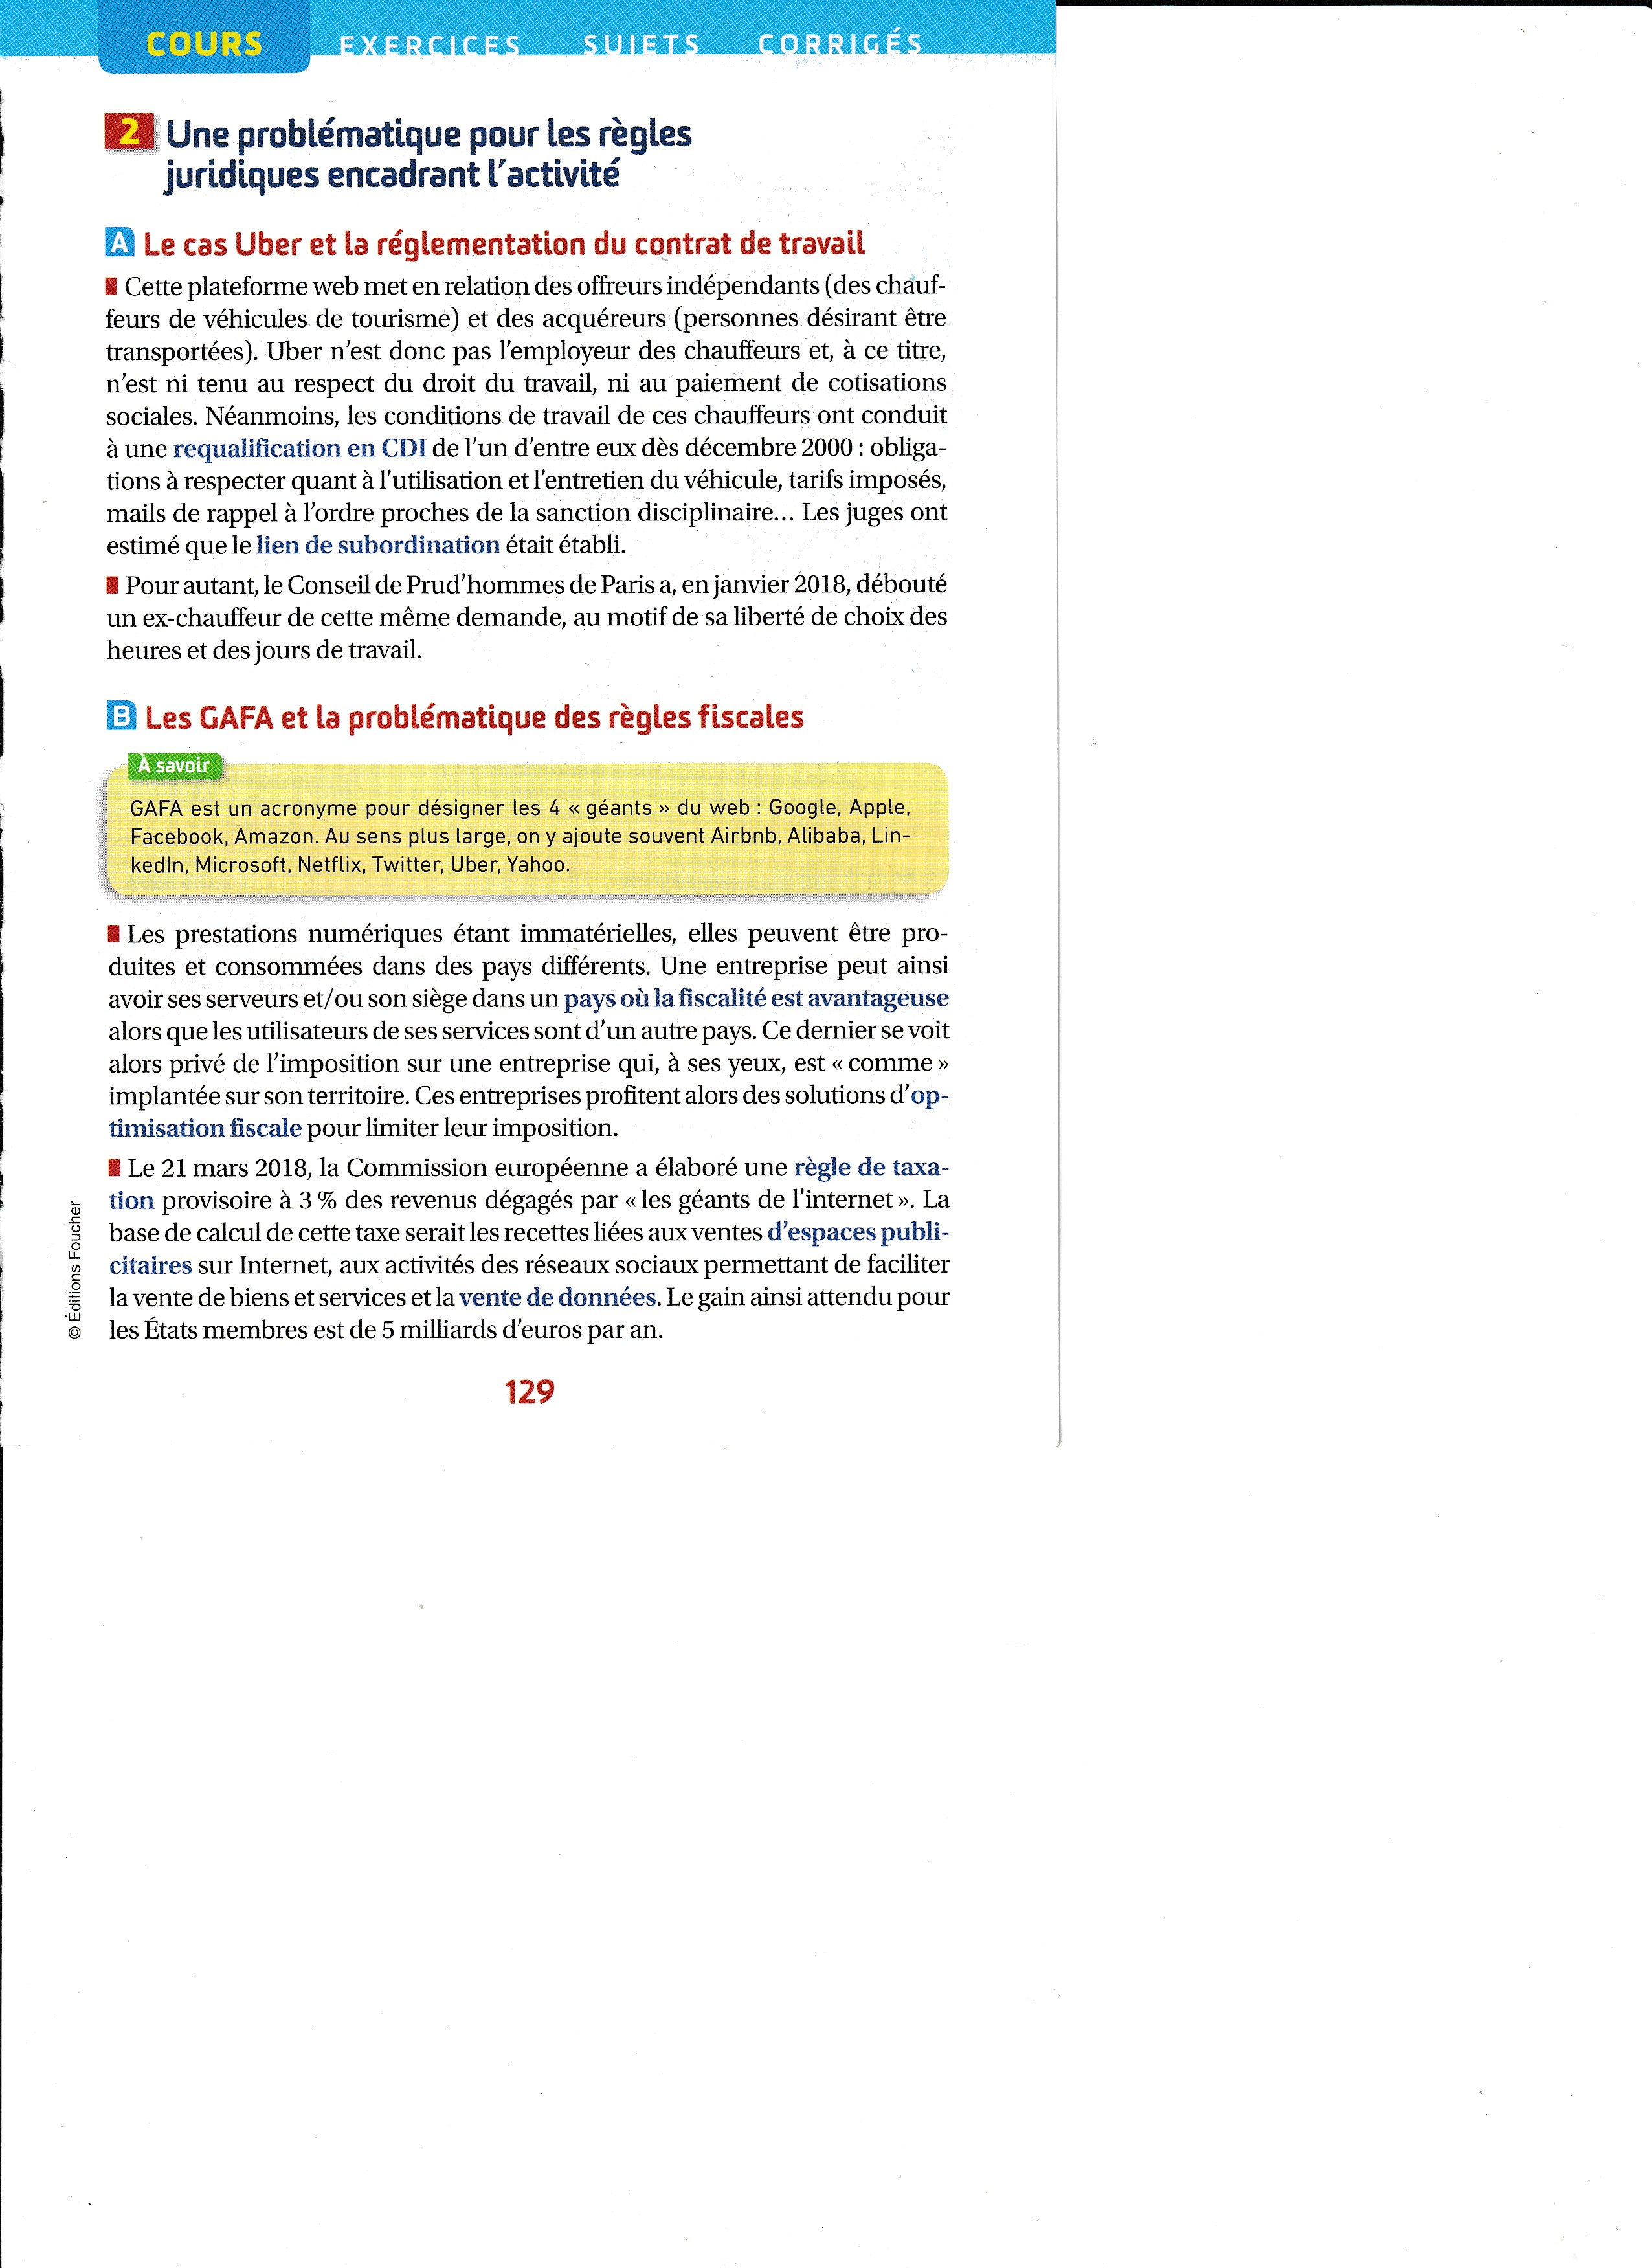 COURS EXERCICES SUJETS CORRIGÉS
2 Une problématique pour les règles
juridiques encadrant l'activité
A Le cas Uber et la réglementation du contrat de travail
Cette plateforme web met en relation des offreurs indépendants (des chauf-
feurs de véhicules de tourisme) et des acquéreurs (personnes désirant être
transportées). Uber n'est donc pas l'employeur des chauffeurs et, à ce titre,
n'est ni tenu au respect du droit du travail, ni au paiement de cotisations
sociales. Néanmoins, les conditions de travail de ces chauffeurs ont conduit
à une requalification en CDI de l'un d'entre eux dès décembre 2000 : obliga-
tions à respecter quant à l'utilisation et l'entretien du véhicule, tarifs imposés,
mails de rappel à l'ordre proches de la sanction disciplinaire... Les juges ont
estimé que le lien de subordination était établi.
Pour autant, le Conseil de Prud'hommes de Paris a, en janvier 2018, débouté
un ex-chauffeur de cette même demande, au motif de sa liberté de choix des
heures et des jours de travail.
B Les GAFA et la problématique des règles fiscales
À savoir
GAFA est un acronyme pour désigner les 4 « géants » du web : Google, Apple,
Facebook, Amazon. Au sens plus large, on y ajoute souvent Airbnb, Alibaba, Lin-
kedIn, Microsoft, Netflix, Twitter, Uber, Yahoo.
Les prestations numériques étant immatérielles, elles peuvent être pro-
duites et consommées dans des pays différents. Une entreprise peut ainsi
avoir ses serveurs et/ou son siège dans un pays où la fiscalité est avantageuse
alors que les utilisateurs de ses services sont d'un autre pays. Ce dernier se voit
alors privé de l'imposition sur une entreprise qui, à ses yeux, est « comme »
implantée sur son territoire. Ces entreprises profitent alors des solutions d'op-
timisation fiscale pour limiter leur imposition.
Le 21 mars 2018, la Commission européenne a élaboré une règle de taxa-
tion provisoire à 3 % des revenus dégagés par « les géants de l'internet ». La
base de calcul de cette taxe serait les recettes liées aux ventes d'espaces publi-
citaires sur Internet, aux activités des réseaux sociaux permettant de faciliter
la vente de biens et services et la vente de données. Le gain ainsi attendu pour
les États membres est de 5 milliards d'euros par an.
© Éditions Foucher
129